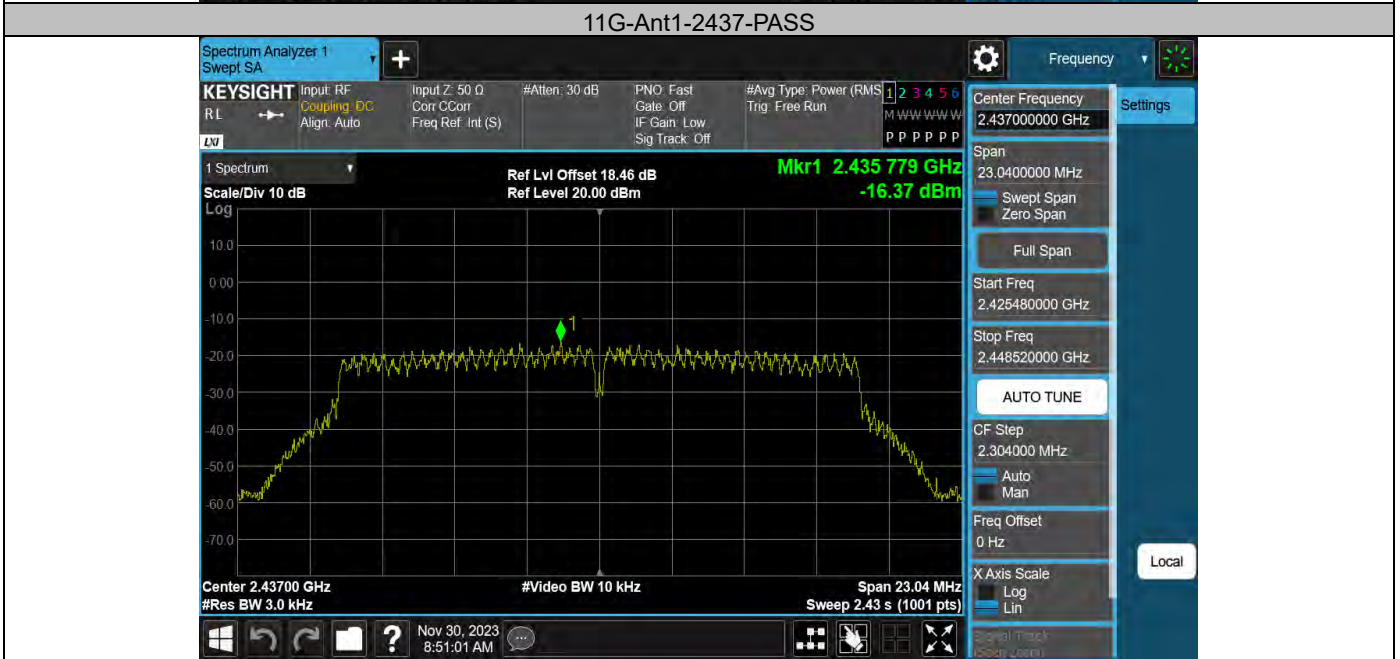 11G-Ant1-2437-PASS
Spectrum Analyzer 1
Swept SA
+
Frequency
KEYSIGHT
RL
LXI
Input: RF
Coupling: DC
Align: Auto
Input Z: 50 Ω
Corr CCorr
Freq Ref: Int (S)
#Atten: 30 dB
PNO: Fast
Gate: Off
IF Gain: Low
Sig Track: Off
#Avg Type: Power (RMS
Trig: Free Run
1 2 3 4 5 6
M W W W W W
P P P P P P
Center Frequency
2.437000000 GHz
Settings
1 Spectrum
Scale/Div 10 dB
Ref Lvl Offset 18.46 dB
Ref Level 20.00 dBm
Mkr1 2.435 779 GHz
-16.37 dBm
Span
23.0400000 MHz
Swept Span
Zero Span
Full Span
Start Freq
2.425480000 GHz
Stop Freq
2.448520000 GHz
AUTO TUNE
CF Step
2.304000 MHz
Auto
Man
Freq Offset
0 Hz
X Axis Scale
Log
Lin
Signal Track
(Span Zoom)
Local
Log
10.0
0.00
-10.0
-20.0
-30.0
-40.0
-50.0
-60.0
-70.0
1
Center 2.43700 GHz
#Res BW 3.0 kHz
#Video BW 10 kHz
Span 23.04 MHz
Sweep 2.43 s (1001 pts)
?
Nov 30, 2023
8:51:01 AM